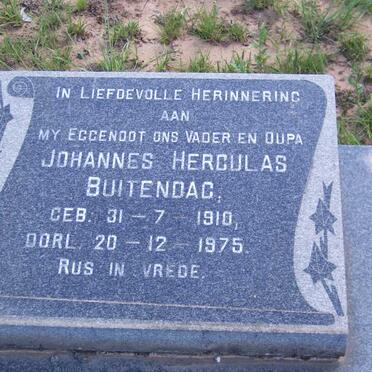 IN LIEFDEVOLLE HERINNERING
AAN
MY EGGENOOT ONS VADER EN OUPA
JOHANNES HERCULAS
BUITENDAG,
GEB. 31-7-1910,
OORL. 20-12-1975.
RUS IN VREDE.